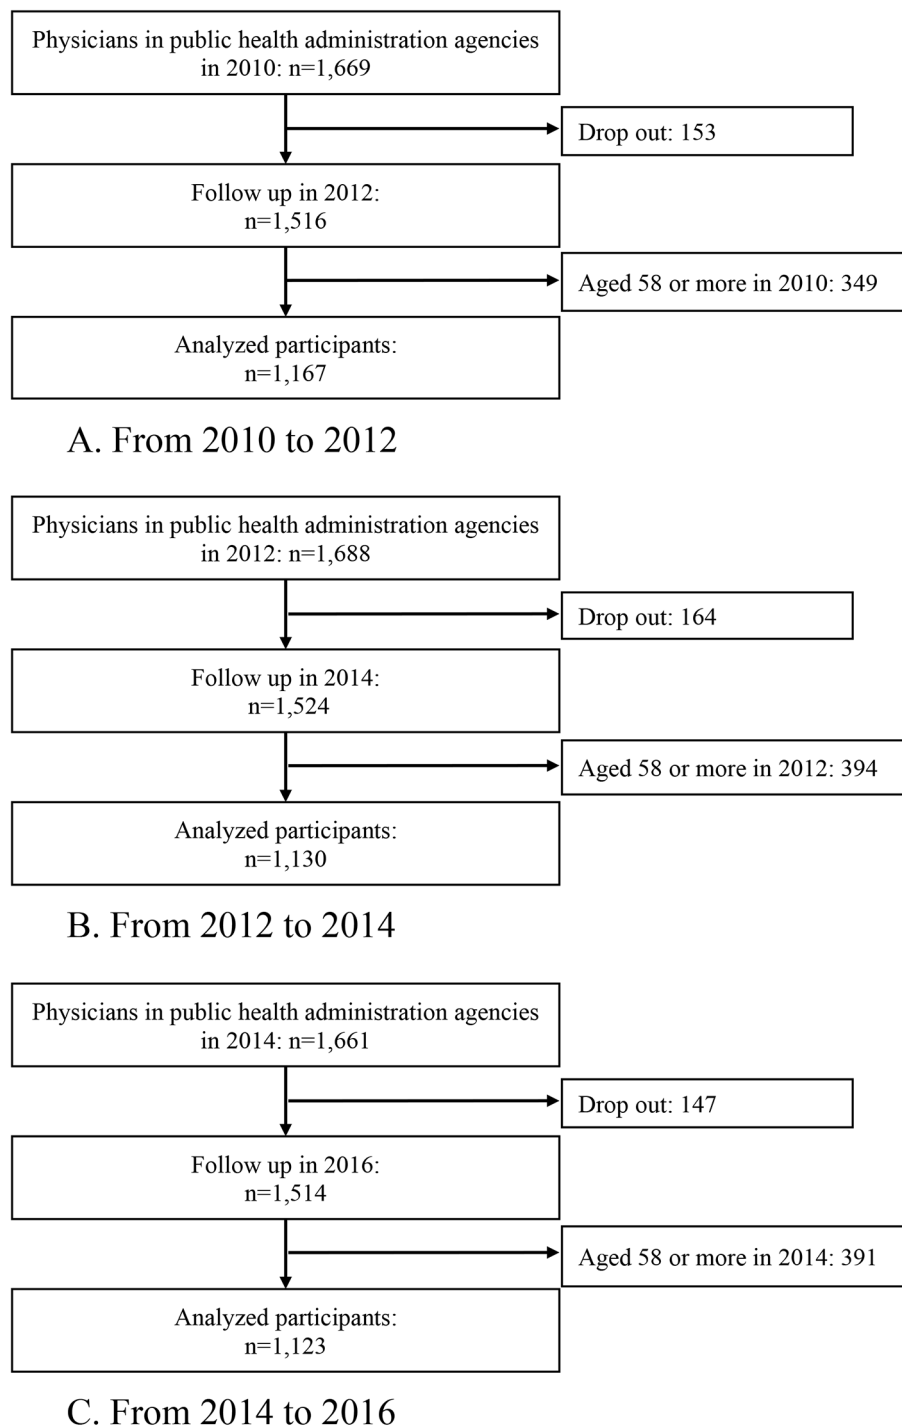 Physicians in public health administration agencies
in 2010: n=1,669
Drop out: 153
Follow up in 2012:
n=1,516
Aged 58 or more in 2010: 349
Analyzed participants:
n=1,167
A. From 2010 to 2012
Physicians in public health administration agencies
in 2012: n=1,688
Drop out: 164
Follow up in 2014:
n=1,524
Aged 58 or more in 2012: 394
Analyzed participants:
n=1,130
B. From 2012 to 2014
Physicians in public health administration agencies
in 2014: n=1,661
Drop out: 147
Follow up in 2016:
n=1,514
Aged 58 or more in 2014: 391
Analyzed participants:
n=1,123
C. From 2014 to 2016